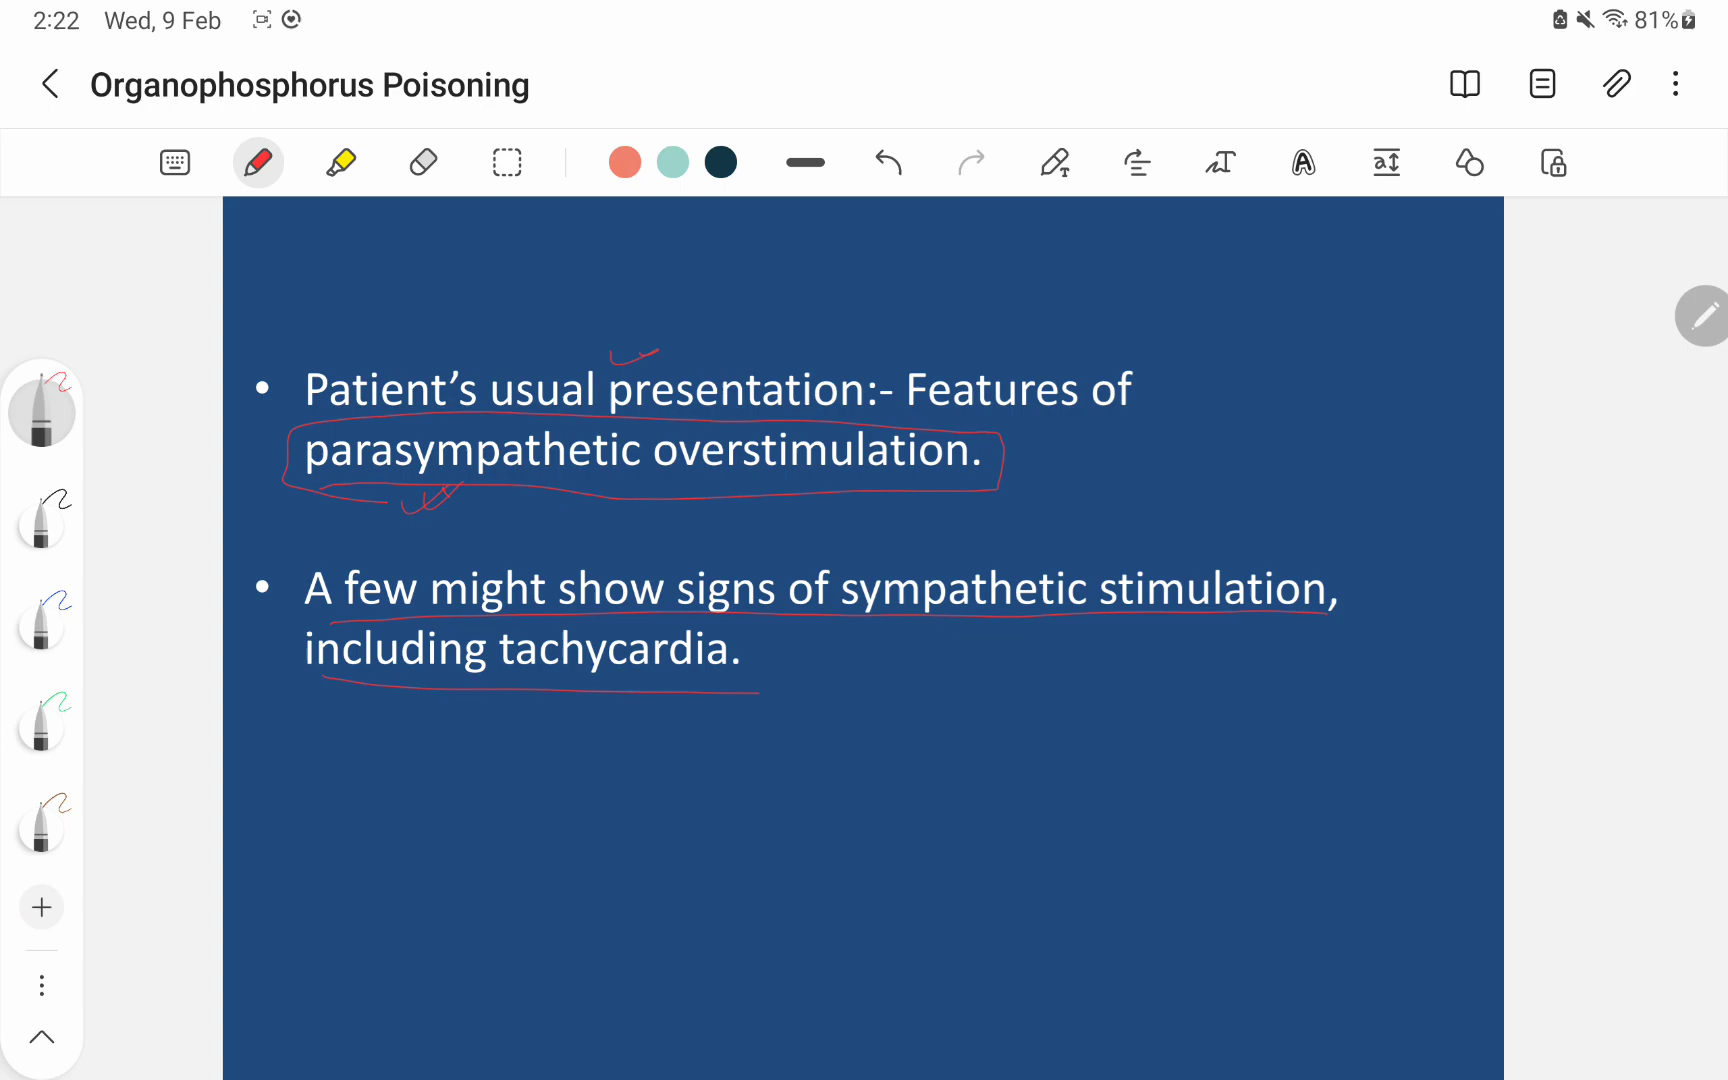 2:22 Wed, 9 Feb 81%
Organophosphorus Poisoning
• Patient’s usual presentation:- Features of
parasympathetic overstimulation.
• A few might show signs of sympathetic stimulation,
including tachycardia.